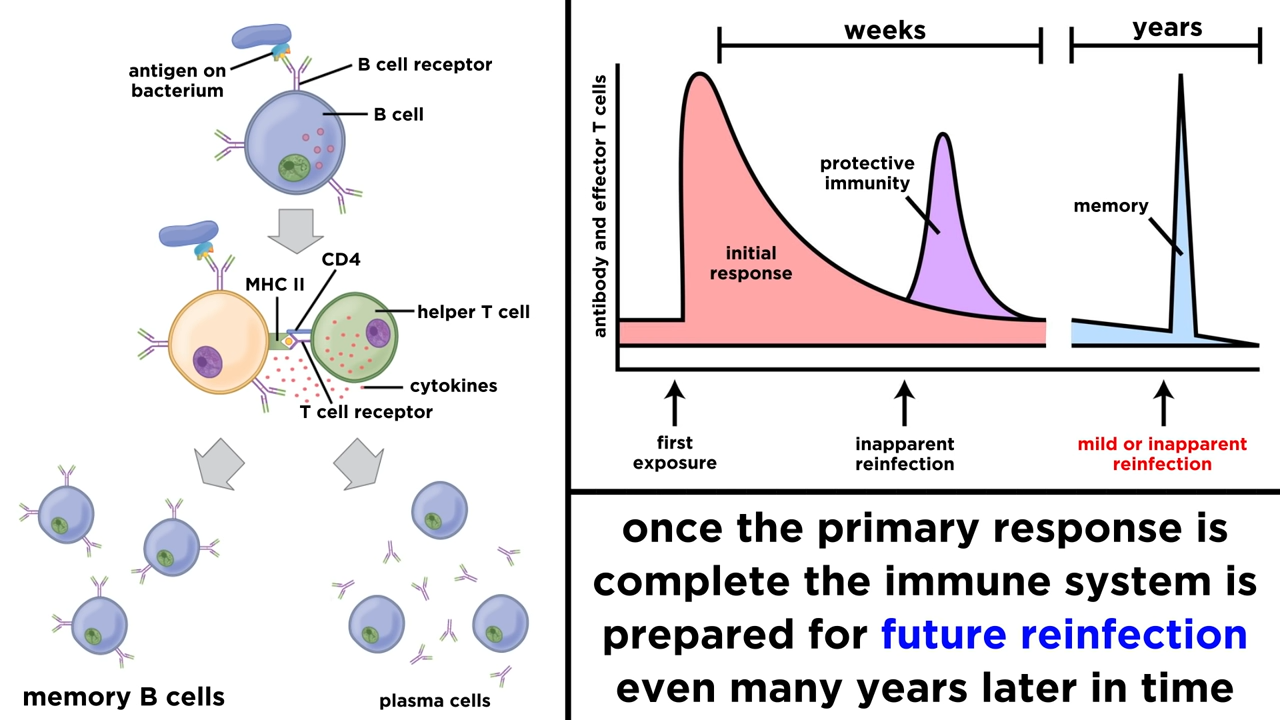 antigen on
bacterium
B cell receptor
B cell
CD4
MHC II
helper T cell
cytokines
T cell receptor
memory B cells
plasma cells
weeks
years
antibody and effector T cells
protective
immunity
initial
response
memory
first
exposure
inapparent
reinfection
mild or inapparent
reinfection
once the primary response is
complete the immune system is
prepared for future reinfection
even many years later in time